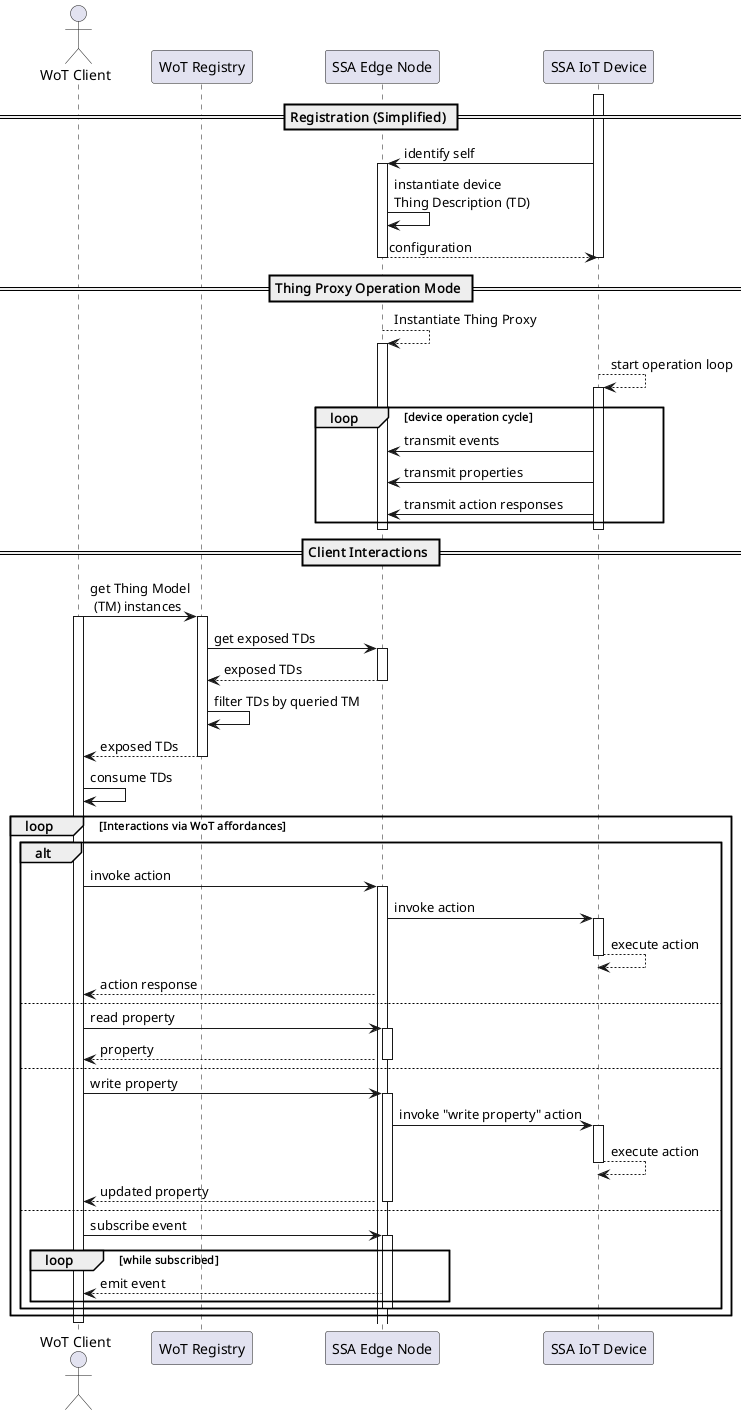 WoT Client
WoT Registry
SSA Edge Node
SSA IoT Device
Registration (Simplified)
identify self
instantiate device
Thing Description (TD)
configuration
Thing Proxy Operation Mode
Instantiate Thing Proxy
start operation loop
loop
[device operation cycle]
transmit events
transmit properties
transmit action responses
Client Interactions
get Thing Model
(TM) instances
get exposed TDs
exposed TDs
filter TDs by queried TM
exposed TDs
consume TDs
loop
[Interactions via WoT affordances]
alt
invoke action
invoke action
execute action
action response
read property
property
write property
invoke "write property" action
execute action
updated property
subscribe event
loop
[while subscribed]
emit event
WoT Client
WoT Registry
SSA Edge Node
SSA IoT Device